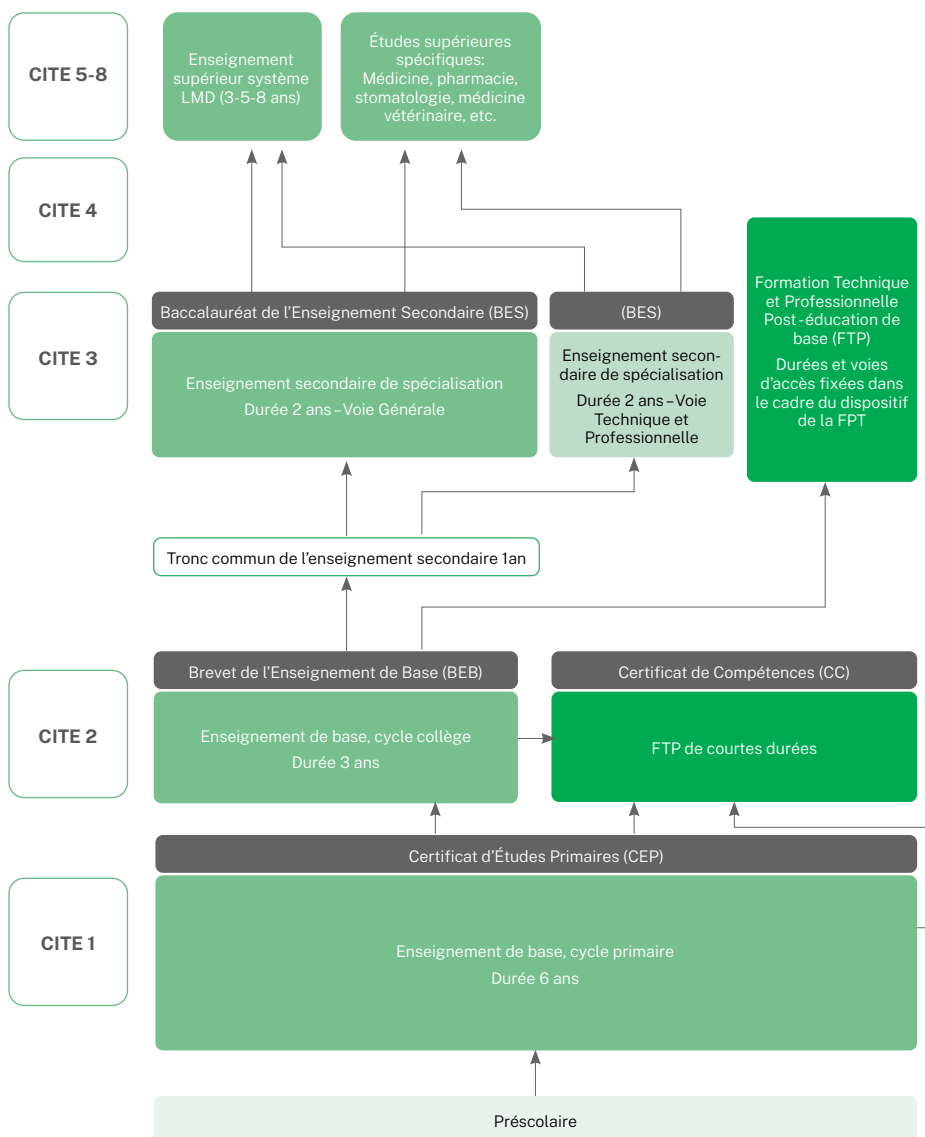 CITE 5-8
Enseignement
supérieur système
LMD (3-5-8 ans)
Études supérieures
spécifiques:
Médicine, pharmacie,
stomatologie, médicine
vétérinaire, etc.
CITE 4
CITE 3
Baccalauréat de l'Enseignement Secondaire (BES)
Enseignement secondaire de spécialisation
Durée 2 ans – Voie Générale
(BES)
Enseignement secon-
daire de spécialisation
Durée 2 ans – Voie
Technique et
Professionnelle
Formation Technique
et Professionnelle
Post-éducation de
base (FTP)
Durées et voies
d'accès fixées dans
le cadre du dispositif
de la FPT
Tronc commun de l'enseignement secondaire 1an
CITE 2
Brevet de l'Enseignement de Base (BEB)
Enseignement de base, cycle collège
Durée 3 ans
Certificat de Compétences (CC)
FTP de courtes durées
CITE 1
Certificat d'Études Primaires (CEP)
Enseignement de base, cycle primaire
Durée 6 ans
Préscolaire